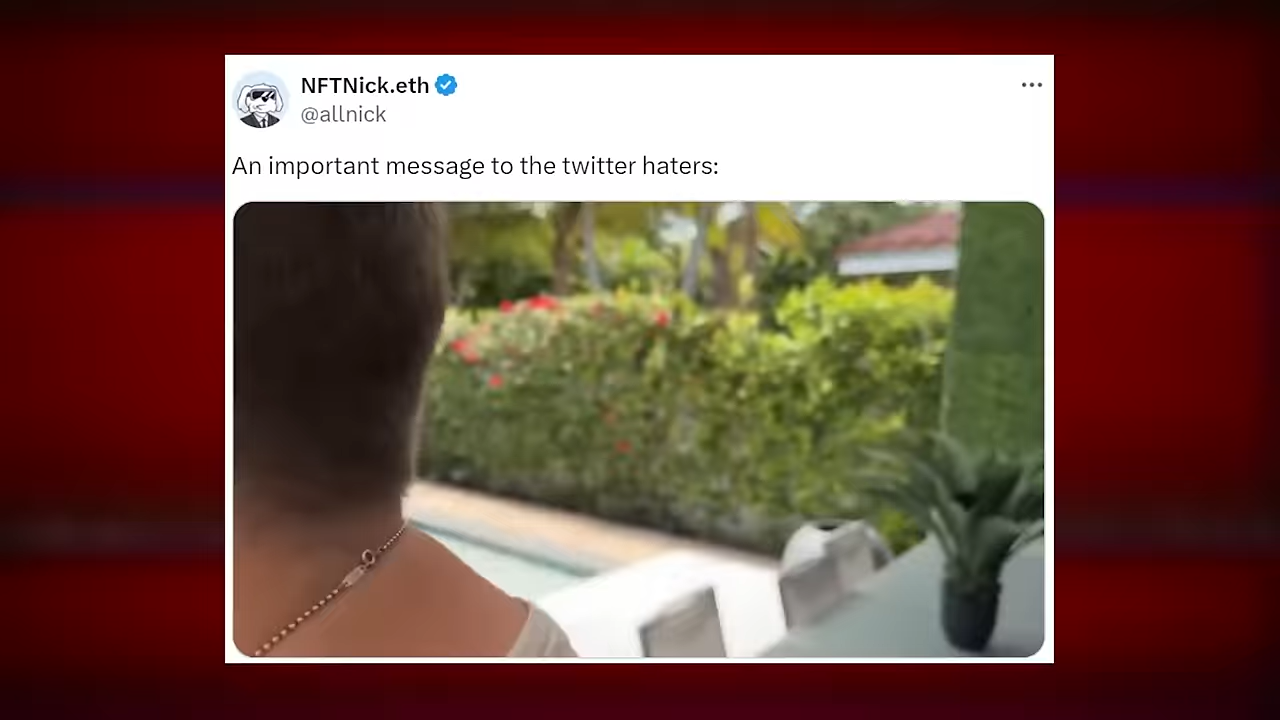 NFTNick.eth
@allnick
An important message to the twitter haters: